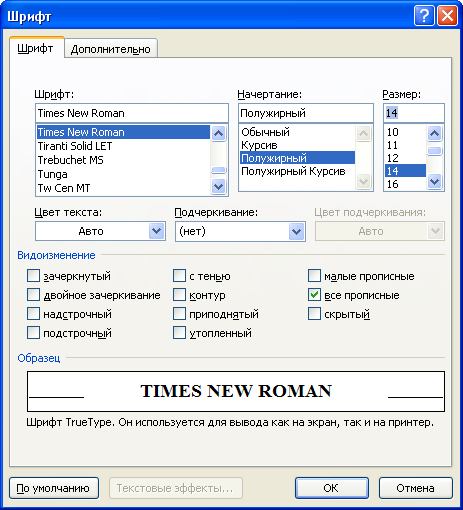 Шрифт
Шрифт Дополнительно
Шрифт: Начертание: Размер:
Times New Roman Полужирный 14
Times New Roman Обычный 10
Tiranti Solid LET Курсив 11
Trebuchet MS Полужирный 12
Tunga Полужирный Курсив 14
Tw Cen MT 16
Цвет текста: Подчеркивание: Цвет подчеркивания:
Авто (нет) Авто
Видоизменение
зачеркнутый с тенью малые прописные
двойное зачеркивание контур все прописные
надстрочный приподнятый скрытый
подстрочный утопленный
Образец
TIMES NEW ROMAN
Шрифт TrueType. Он используется для вывода как на экран, так и на принтер.
По умолчанию Текстовые эффекты... ОК Отмена